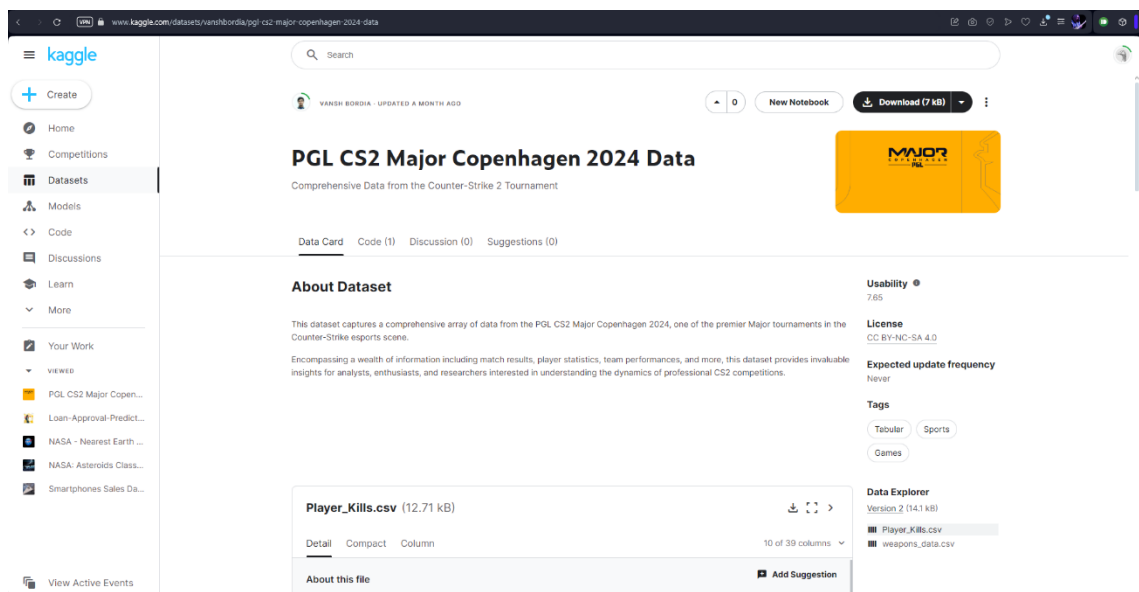 VPN www.kaggle.com/datasets/vanshbordia/pgl-cs2-major-copenhagen-2024-data
kaggle
Search
Create
Home
Competitions
Datasets
Models
Code
Discussions
Learn
More
Your Work
VIEWED
PGL CS2 Major Copen...
Loan-Approval-Predict...
NASA - Nearest Earth ...
NASA: Asteroids Class...
Smartphones Sales Da...
View Active Events
VANSH BORDIA · UPDATED A MONTH AGO
0
New Notebook
Download (7 kB)
PGL CS2 Major Copenhagen 2024 Data
Comprehensive Data from the Counter-Strike 2 Tournament
MAJOR
COPENHAGEN
PGL
Data Card Code (1) Discussion (0) Suggestions (0)
About Dataset
This dataset captures a comprehensive array of data from the PGL CS2 Major Copenhagen 2024, one of the premier Major tournaments in the
Counter-Strike esports scene.
Encompassing a wealth of information including match results, player statistics, team performances, and more, this dataset provides invaluable
insights for analysts, enthusiasts, and researchers interested in understanding the dynamics of professional CS2 competitions.
Usability
7.65
License
CC BY-NC-SA 4.0
Expected update frequency
Never
Tags
Tabular Sports
Games
Player_Kills.csv (12.71 kB)
Detail Compact Column
10 of 39 columns
About this file
Add Suggestion
Data Explorer
Version 2 (14.1 kB)
Player_Kills.csv
weapons_data.csv